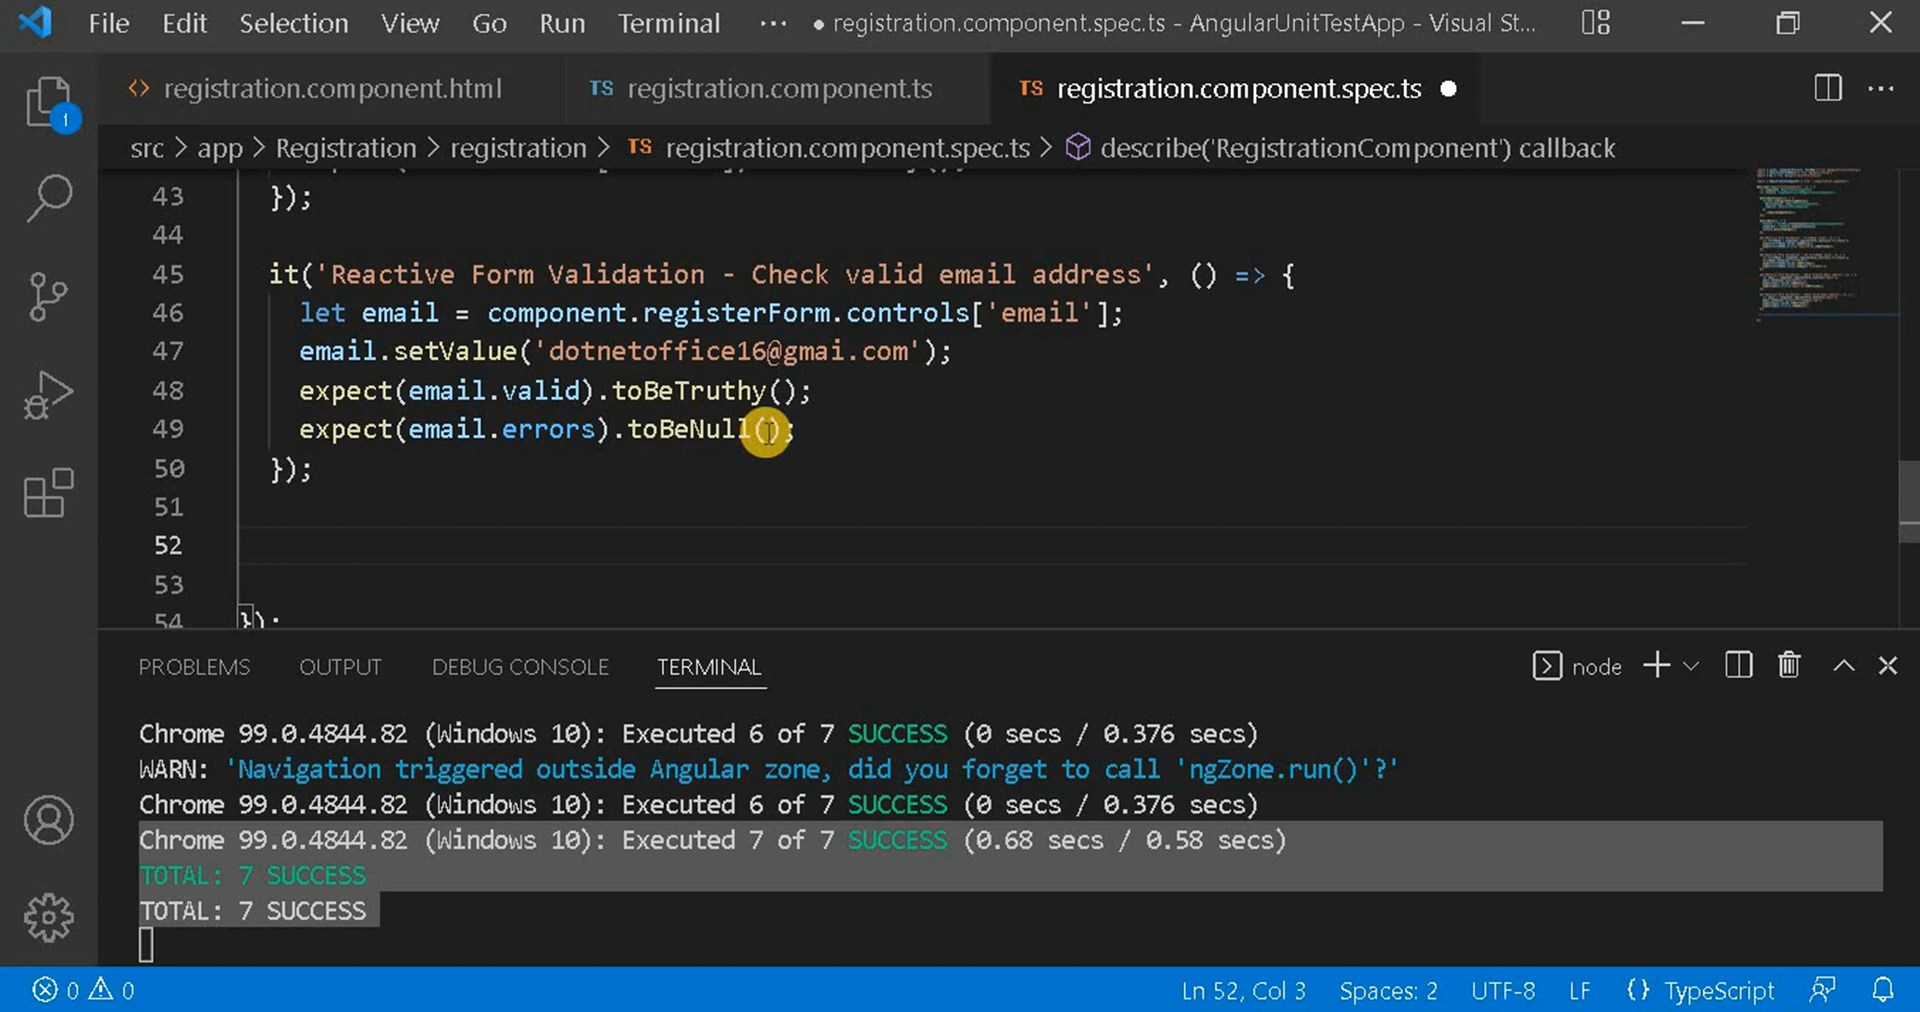 File Edit Selection View Go Run Terminal ··· ● registration.component.spec.ts - AngularUnitTestApp - Visual St...
<> registration.component.html TS registration.component.ts TS registration.component.spec.ts ● ···
src > app > Registration > registration > TS registration.component.spec.ts > describe('RegistrationComponent') callback
1
43 });
44
45 it('Reactive Form Validation - Check valid email address', () => {
46 let email = component.registerForm.controls['email'];
47 email.setValue('dotnetoffice16@gmai.com');
48 expect(email.valid).toBeTruthy();
49 expect(email.errors).toBeNull();
50 });
51
52
53
54 });
PROBLEMS OUTPUT DEBUG CONSOLE TERMINAL node
Chrome 99.0.4844.82 (Windows 10): Executed 6 of 7 SUCCESS (0 secs / 0.376 secs)
WARN: 'Navigation triggered outside Angular zone, did you forget to call 'ngZone.run()'?'
Chrome 99.0.4844.82 (Windows 10): Executed 6 of 7 SUCCESS (0 secs / 0.376 secs)
Chrome 99.0.4844.82 (Windows 10): Executed 7 of 7 SUCCESS (0.68 secs / 0.58 secs)
TOTAL: 7 SUCCESS
TOTAL: 7 SUCCESS
0 0 Ln 52, Col 3 Spaces: 2 UTF-8 LF {} TypeScript